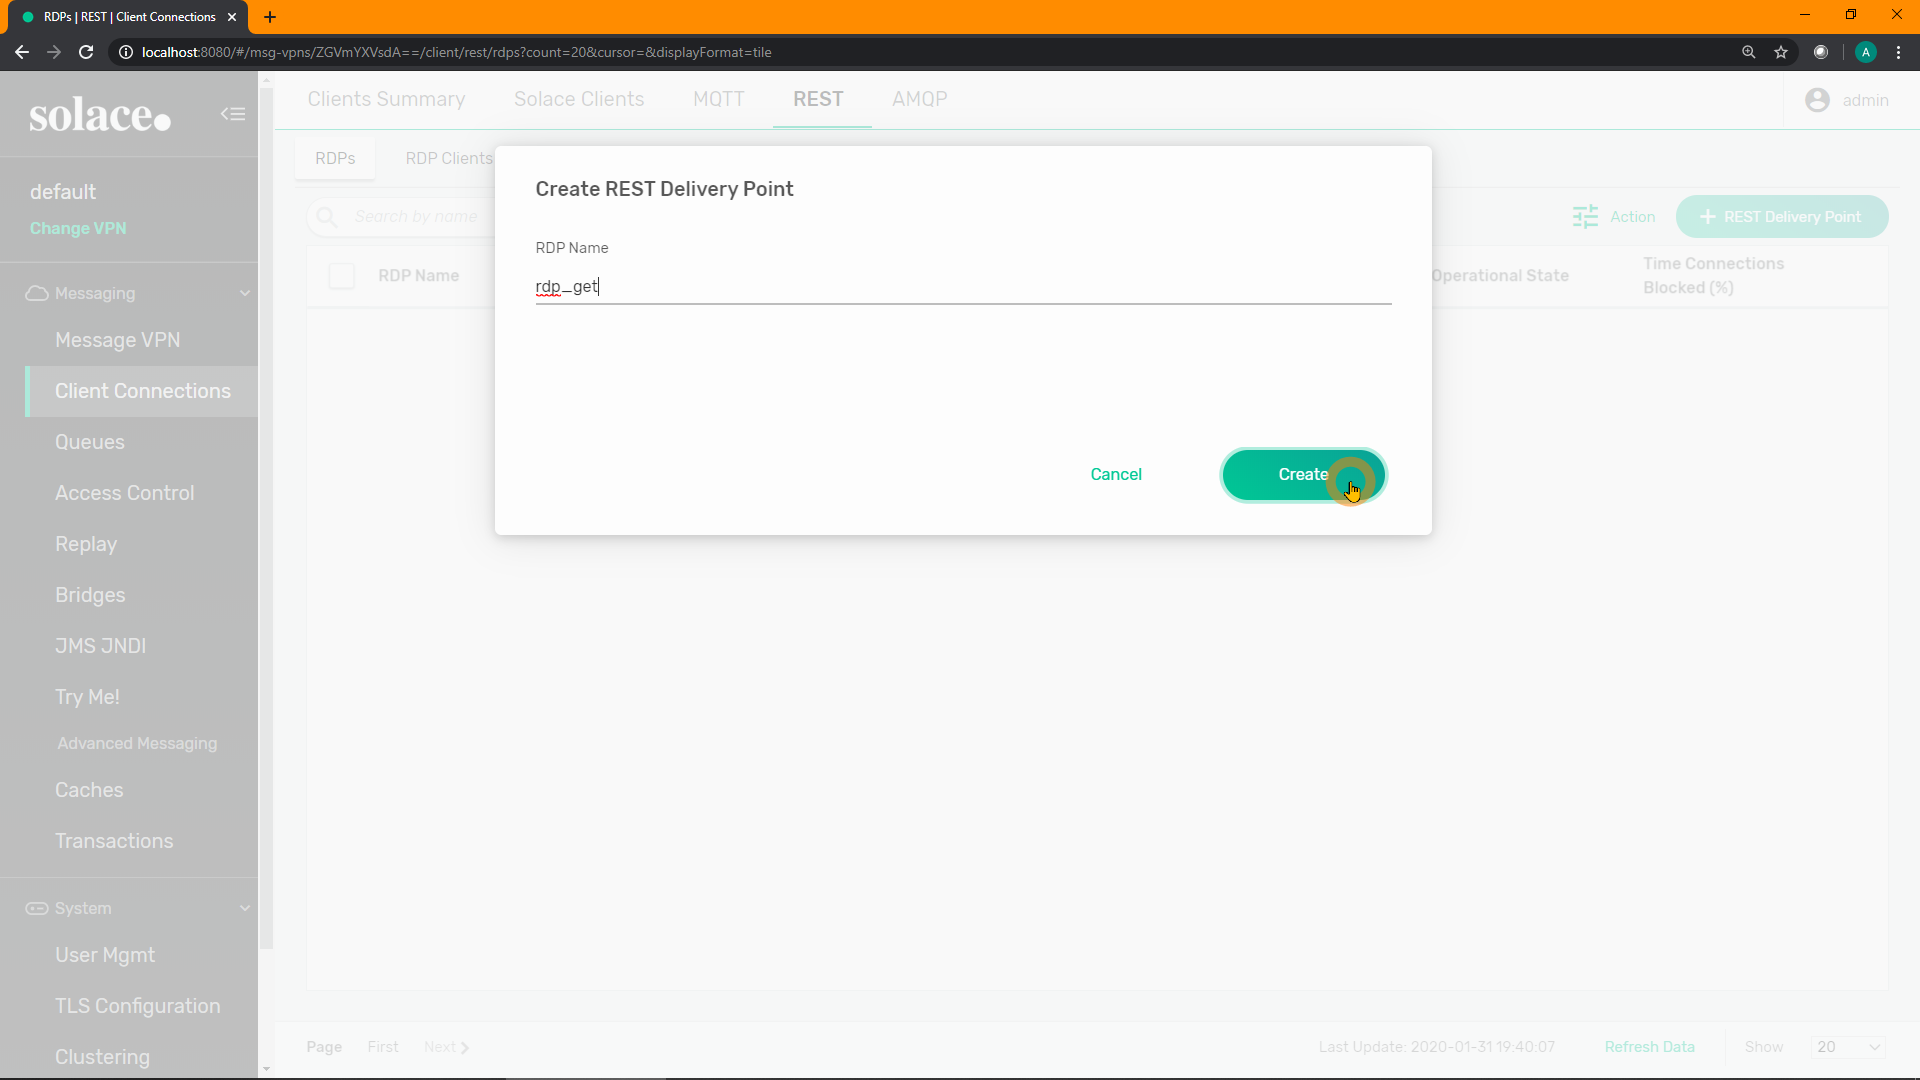 RDPs | REST | Client Connections
localhost:8080/#/msg-vpns/ZGVmYXVsdA==/client/rest/rdps?count=20&cursor=&displayFormat=tile
A
solace.
Clients Summary
Solace Clients
MQTT
REST
AMQP
admin
RDPs
RDP Clients
default
Change VPN
Search by name
Action
REST Delivery Point
RDP Name
Operational State
Time Connections
Blocked (%)
Create REST Delivery Point
RDP Name
rdp_get
Cancel
Create
Messaging
Message VPN
Client Connections
Queues
Access Control
Replay
Bridges
JMS JNDI
Try Me!
Advanced Messaging
Caches
Transactions
System
User Mgmt
TLS Configuration
Clustering
Page
First
Next
Last Update: 2020-01-31 19:40:07
Refresh Data
Show
20